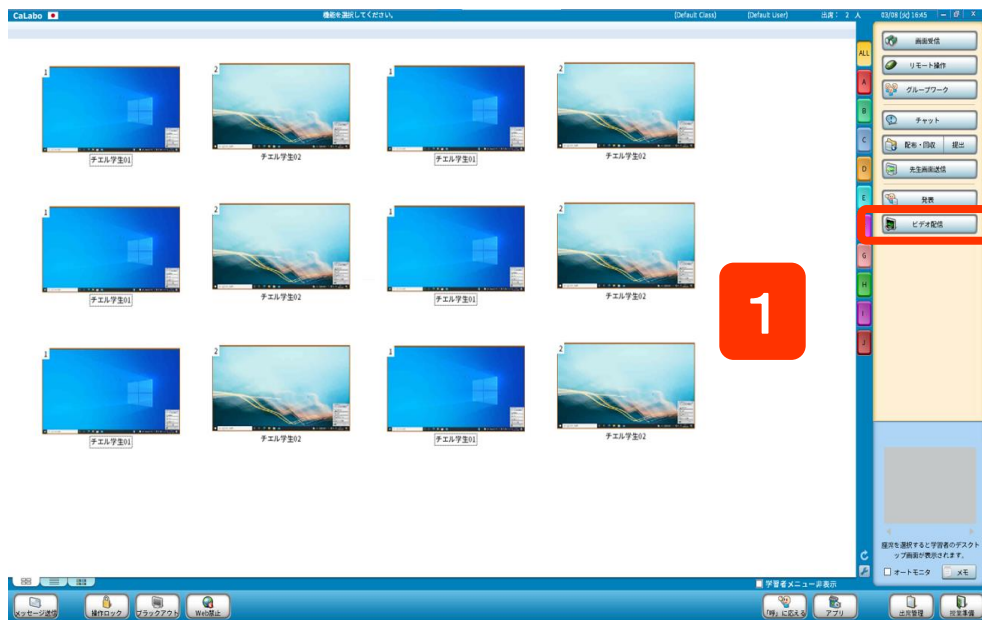 CaLabo
機能を選択してください。
(Default Class)
(Default User)
出席: 2 人
03/08 [火] 16:45
画面受信
リモート操作
グループワーク
チャット
配布・回収 提出
先生画面送信
発表
ビデオ配信
ALL
A
B
C
D
E
G
H
I
J
1
2
1
2
チエル学生01
チエル学生02
チエル学生01
チエル学生02
1
2
1
2
チエル学生01
チエル学生02
チエル学生01
チエル学生02
1
1
2
1
2
チエル学生01
チエル学生02
チエル学生01
チエル学生02
座席を選択すると学習者のデスクト
ップ画面が表示されます。
オートモニタ
メモ
学習者メニュー非表示
メッセージ送信
操作ロック
ブラックアウト
Web禁止
「呼」に応える
アプリ
出席管理
授業準備